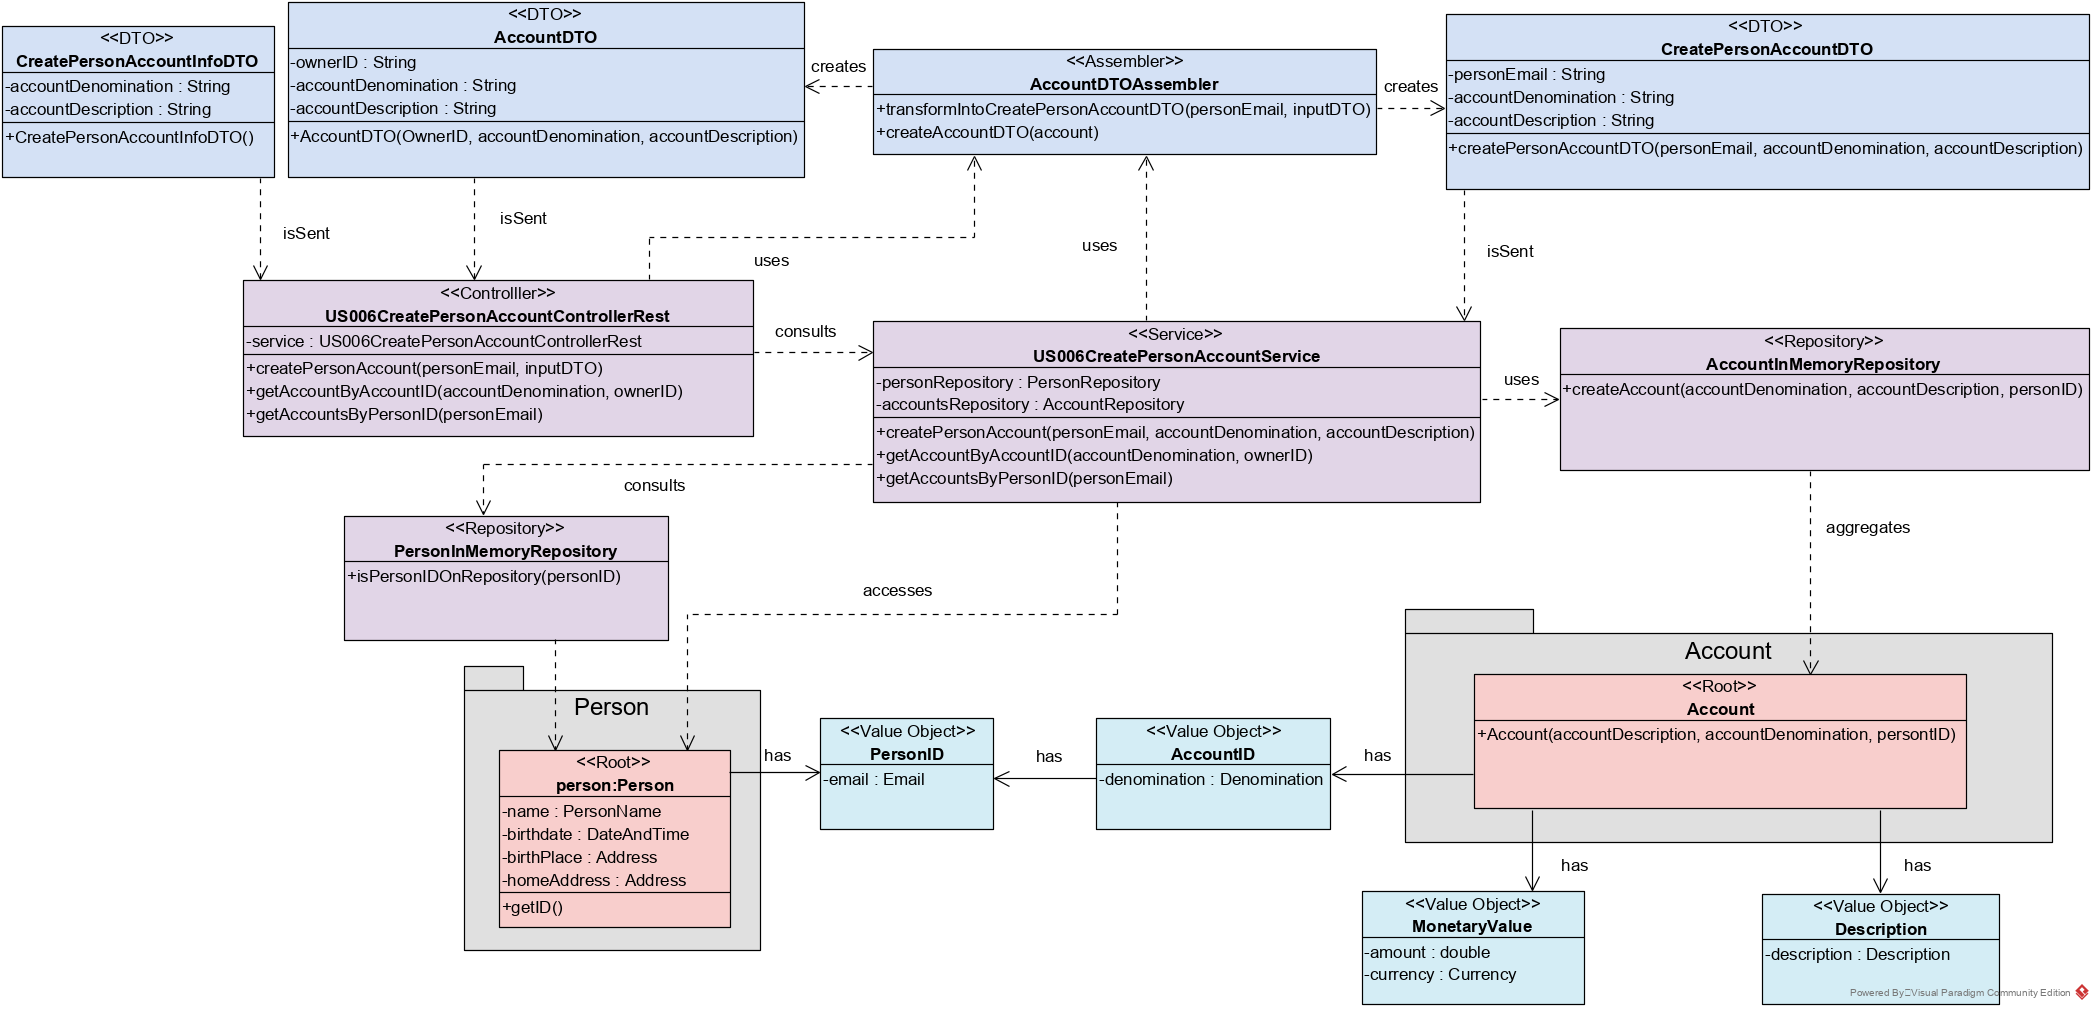 <<DTO>>
CreatePersonAccountInfoDTO
-accountDenomination : String
-accountDescription : String
+CreatePersonAccountInfoDTO()
<<DTO>>
AccountDTO
-ownerID : String
-accountDenomination : String
-accountDescription : String
+AccountDTO(OwnerID, accountDenomination, accountDescription)
creates
<<Assembler>>
AccountDTOAssembler
+transformIntoCreatePersonAccountDTO(personEmail, inputDTO)
+createAccountDTO(account)
creates
<<DTO>>
CreatePersonAccountDTO
-personEmail : String
-accountDenomination : String
-accountDescription : String
+createPersonAccountDTO(personEmail, accountDenomination, accountDescription)
isSent
isSent
uses
uses
isSent
<<Controlller>>
US006CreatePersonAccountControllerRest
-service : US006CreatePersonAccountControllerRest
+createPersonAccount(personEmail, inputDTO)
+getAccountByAccountID(accountDenomination, ownerID)
+getAccountsByPersonID(personEmail)
consults
<<Service>>
US006CreatePersonAccountService
-personRepository : PersonRepository
-accountsRepository : AccountRepository
+createPersonAccount(personEmail, accountDenomination, accountDescription)
+getAccountByAccountID(accountDenomination, ownerID)
+getAccountsByPersonID(personEmail)
uses
<<Repository>>
AccountInMemoryRepository
+createAccount(accountDenomination, accountDescription, personID)
consults
<<Repository>>
PersonInMemoryRepository
+isPersonIDOnRepository(personID)
accesses
aggregates
Person
<<Root>>
person:Person
-name : PersonName
-birthdate : DateAndTime
-birthPlace : Address
-homeAddress : Address
+getID()
has
<<Value Object>>
PersonID
-email : Email
has
<<Value Object>>
AccountID
-denomination : Denomination
has
Account
<<Root>>
Account
+Account(accountDescription, accountDenomination, persontID)
has
has
<<Value Object>>
MonetaryValue
-amount : double
-currency : Currency
<<Value Object>>
Description
-description : Description
Powered By Visual Paradigm Community Edition